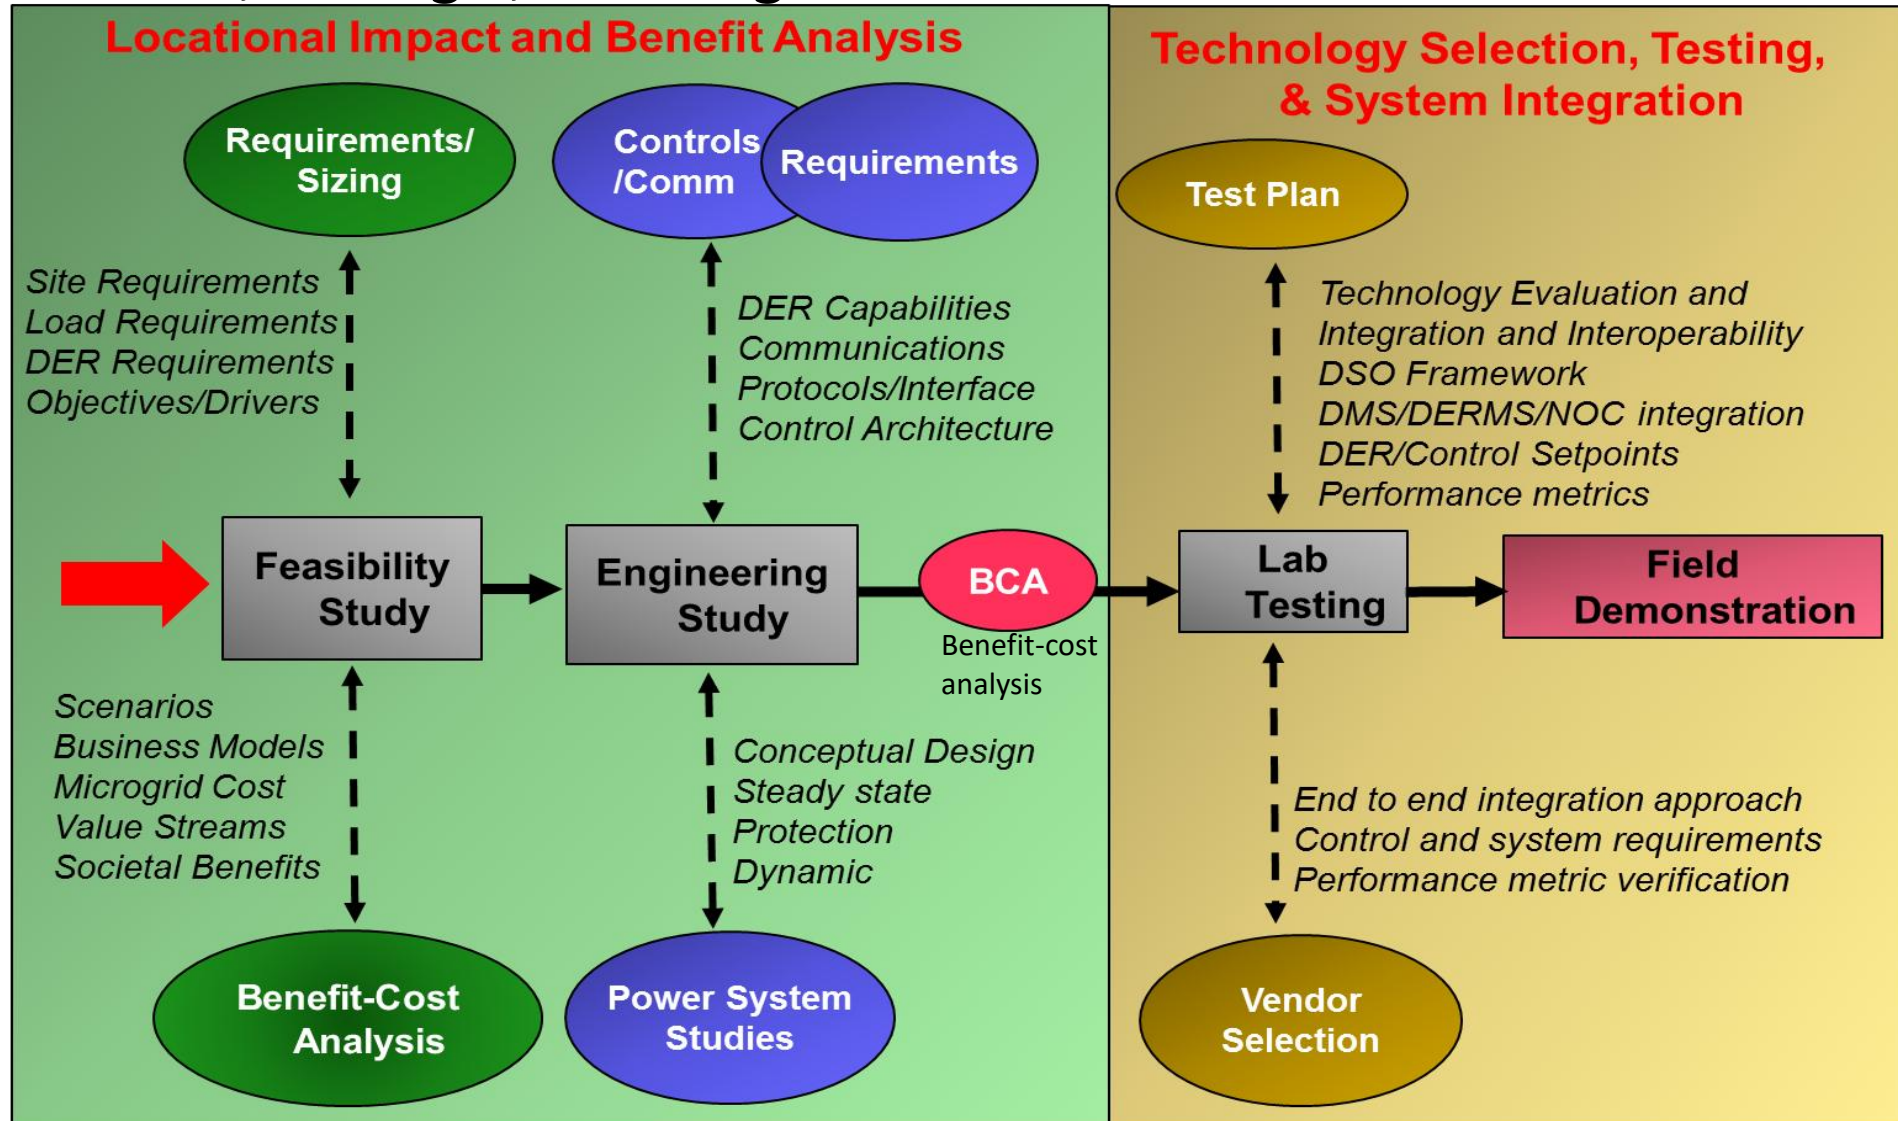 Locational Impact and Benefit Analysis
Requirements/
Sizing
Controls
/Comm
Requirements
Site Requirements
Load Requirements
DER Requirements
Objectives/Drivers
DER Capabilities
Communications
Protocols/Interface
Control Architecture
Feasibility
Study
Engineering
Study
BCA
Benefit-cost
analysis
Scenarios
Business Models
Microgrid Cost
Value Streams
Societal Benefits
Conceptual Design
Steady state
Protection
Dynamic
Benefit-Cost
Analysis
Power System
Studies
Technology Selection, Testing,
& System Integration
Test Plan
Technology Evaluation and
Integration and Interoperability
DSO Framework
DMS/DERMS/NOC integration
DER/Control Setpoints
Performance metrics
Lab
Testing
Field
Demonstration
End to end integration approach
Control and system requirements
Performance metric verification
Vendor
Selection